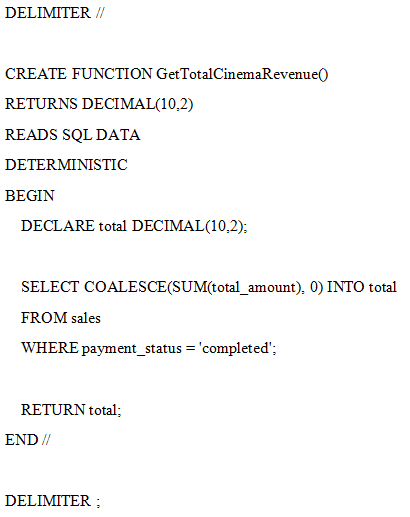 DELIMITER //
CREATE FUNCTION GetTotalCinemaRevenue()
RETURNS DECIMAL(10,2)
READS SQL DATA
DETERMINISTIC
BEGIN
DECLARE total DECIMAL(10,2);
SELECT COALESCE(SUM(total_amount), 0) INTO total
FROM sales
WHERE payment_status = 'completed';
RETURN total;
END //
DELIMITER ;